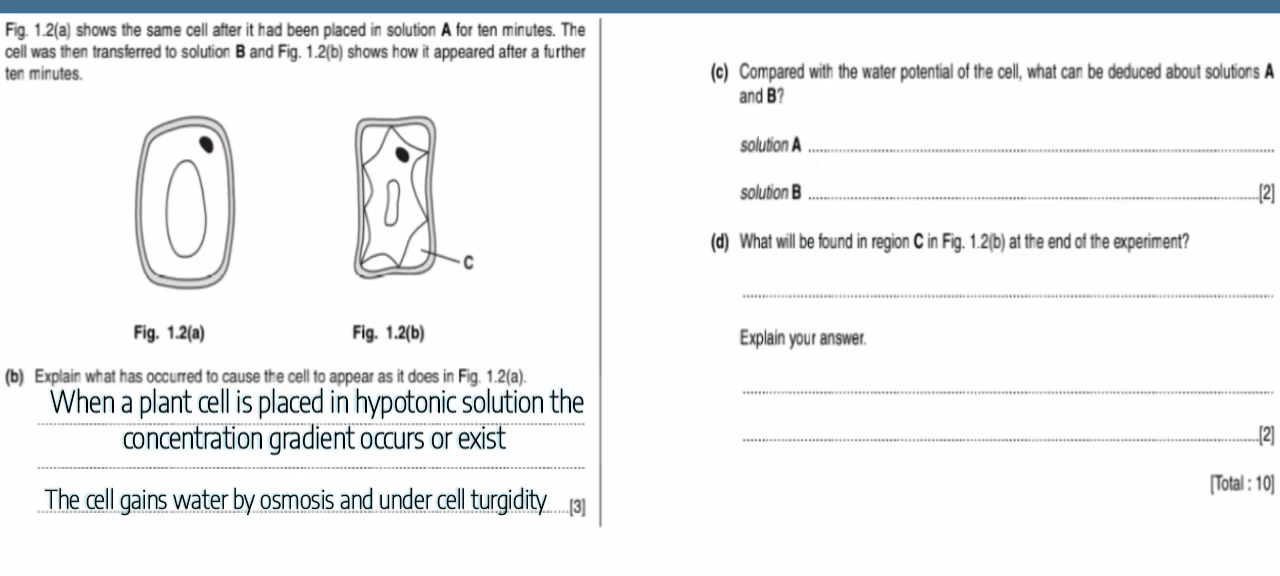 Fig. 1.2(a) shows the same cell after it had been placed in solution A for ten minutes. The
cell was then transferred to solution B and Fig. 1.2(b) shows how it appeared after a further
ten minutes.
C
Fig. 1.2(a) Fig. 1.2(b)
(b) Explain what has occurred to cause the cell to appear as it does in Fig. 1.2(a).
When a plant cell is placed in hypotonic solution the
concentration gradient occurs or exist
The cell gains water by osmosis and under cell turgidity [3]
(c) Compared with the water potential of the cell, what can be deduced about solutions A
and B?
solution A
solution B [2]
(d) What will be found in region C in Fig. 1.2(b) at the end of the experiment?
Explain your answer.
[2]
[Total : 10]